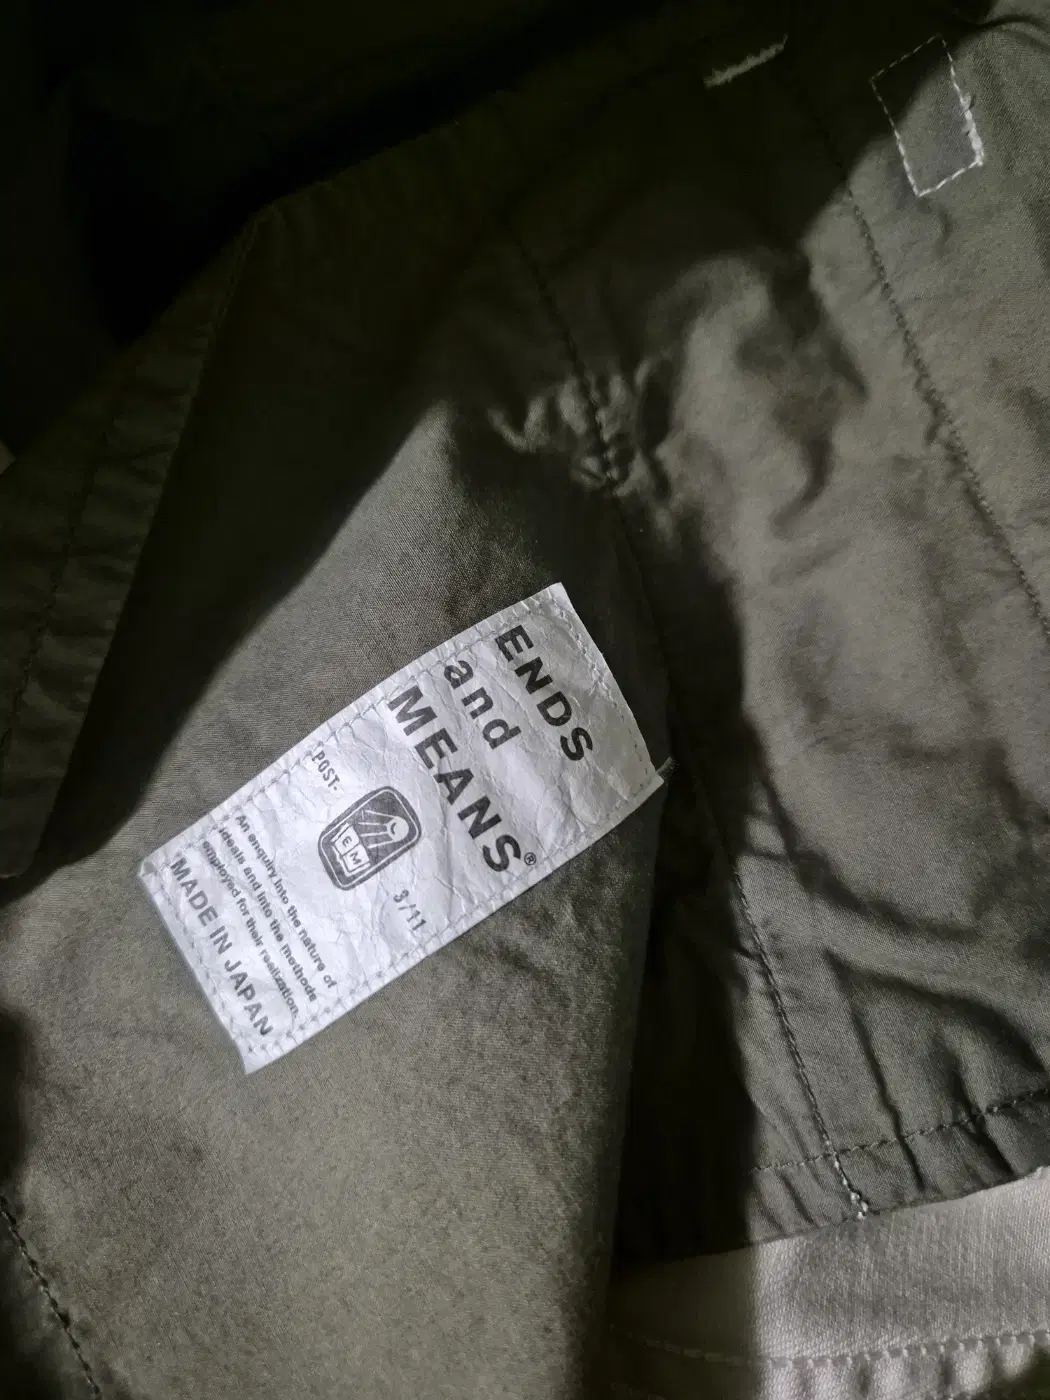 ENDS
and
MEANS®
POST-
EM
3/11
An enquiry into the nature of
ideals and into the methods
employed for their realization.
MADE IN JAPAN